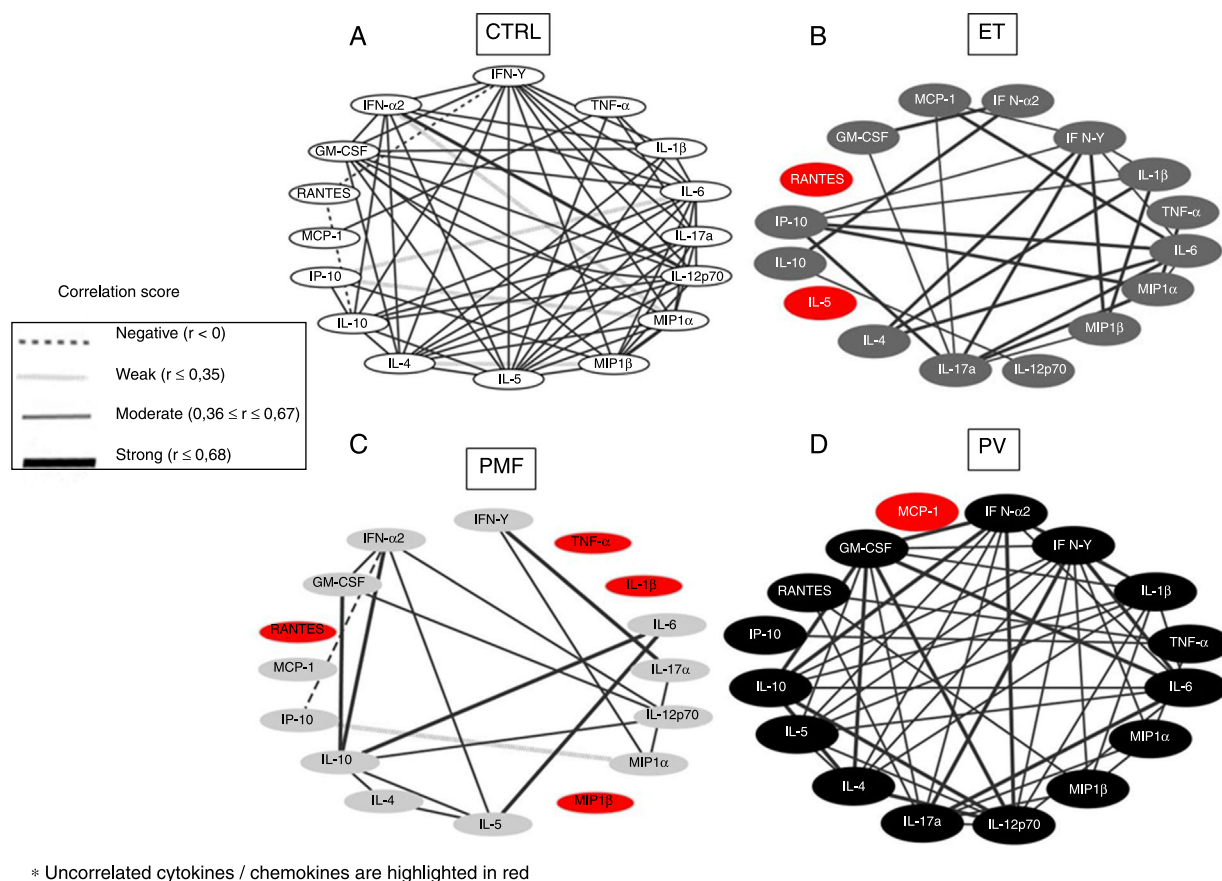 A
CTRL
IFN-Y
IFN-α2
TNF-α
GM-CSF
IL-1β
RANTES
IL-6
MCP-1
IL-17a
IP-10
IL-12p70
IL-10
MIP1α
IL-4
MIP1β
IL-5
B
ET
MCP-1
IF N-α2
GM-CSF
IF N-Y
RANTES
IL-1β
IP-10
TNF-α
IL-10
IL-6
IL-5
MIP1α
IL-4
MIP1β
IL-17a
IL-12p70
Correlation score
Negative (r < 0)
Weak (r ≤ 0,35)
Moderate (0,36 ≤ r ≤ 0,67)
Strong (r ≤ 0,68)
C
PMF
IFN-Y
IFN-α2
TNF-α
GM-CSF
IL-1β
RANTES
IL-6
MCP-1
IL-17α
IP-10
IL-12p70
IL-10
MIP1α
IL-4
MIP1β
IL-5
D
PV
MCP-1
IF N-α2
GM-CSF
IF N-Y
RANTES
IL-1β
IP-10
TNF-α
IL-10
IL-6
IL-5
MIP1α
IL-4
MIP1β
IL-17a
IL-12p70
* Uncorrelated cytokines / chemokines are highlighted in red